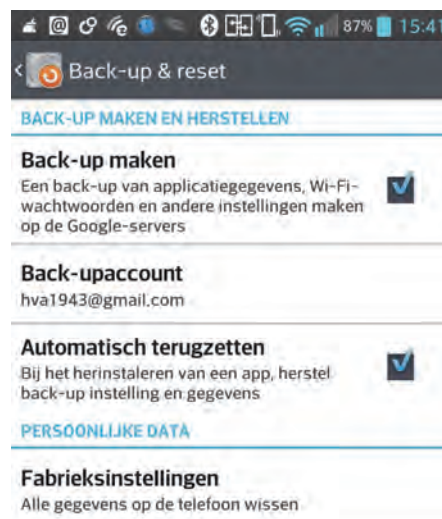 87% 15:41
Back-up & reset
BACK-UP MAKEN EN HERSTELLEN
Back-up maken
Een back-up van applicatiegegevens, Wi-Fi-
wachtwoorden en andere instellingen maken
op de Google-servers
Back-upaccount
hva1943@gmail.com
Automatisch terugzetten
Bij het herinstaleren van een app, herstel
back-up instelling en gegevens
PERSOONLIJKE DATA
Fabrieksinstellingen
Alle gegevens op de telefoon wissen